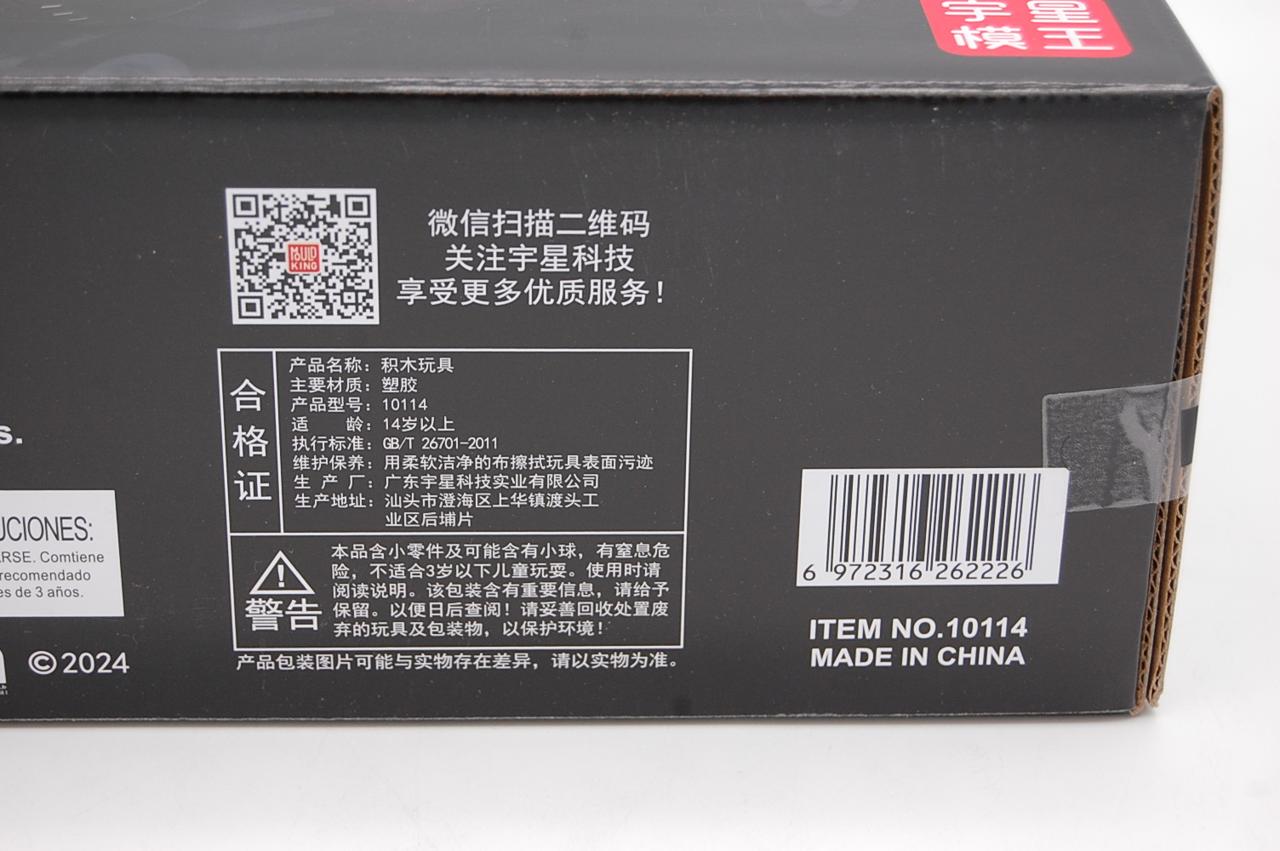 宇星
模王
MOULD
KING
微信扫描二维码
关注宇星科技
享受更多优质服务！
合格证
产品名称：积木玩具
主要材质：塑胶
产品型号：10114
适 龄：14岁以上
执行标准：GB/T 26701-2011
维护保养：用柔软洁净的布擦拭玩具表面污迹
生 产 厂：广东宇星科技实业有限公司
生产地址：汕头市澄海区上华镇渡头工
业区后埔片
警告
本品含小零件及可能含有小球，有窒息危
险，不适合3岁以下儿童玩耍。使用时请
阅读说明。该包装含有重要信息，请给予
保留。以便日后查阅！请妥善回收处置废
弃的玩具及包装物，以保护环境！
产品包装图片可能与实物存在差异，请以实物为准。
s.
UCIONES:
ARSE. Comtiene
recomendado
es de 3 años.
©2024
6 972316 262226
ITEM NO.10114
MADE IN CHINA